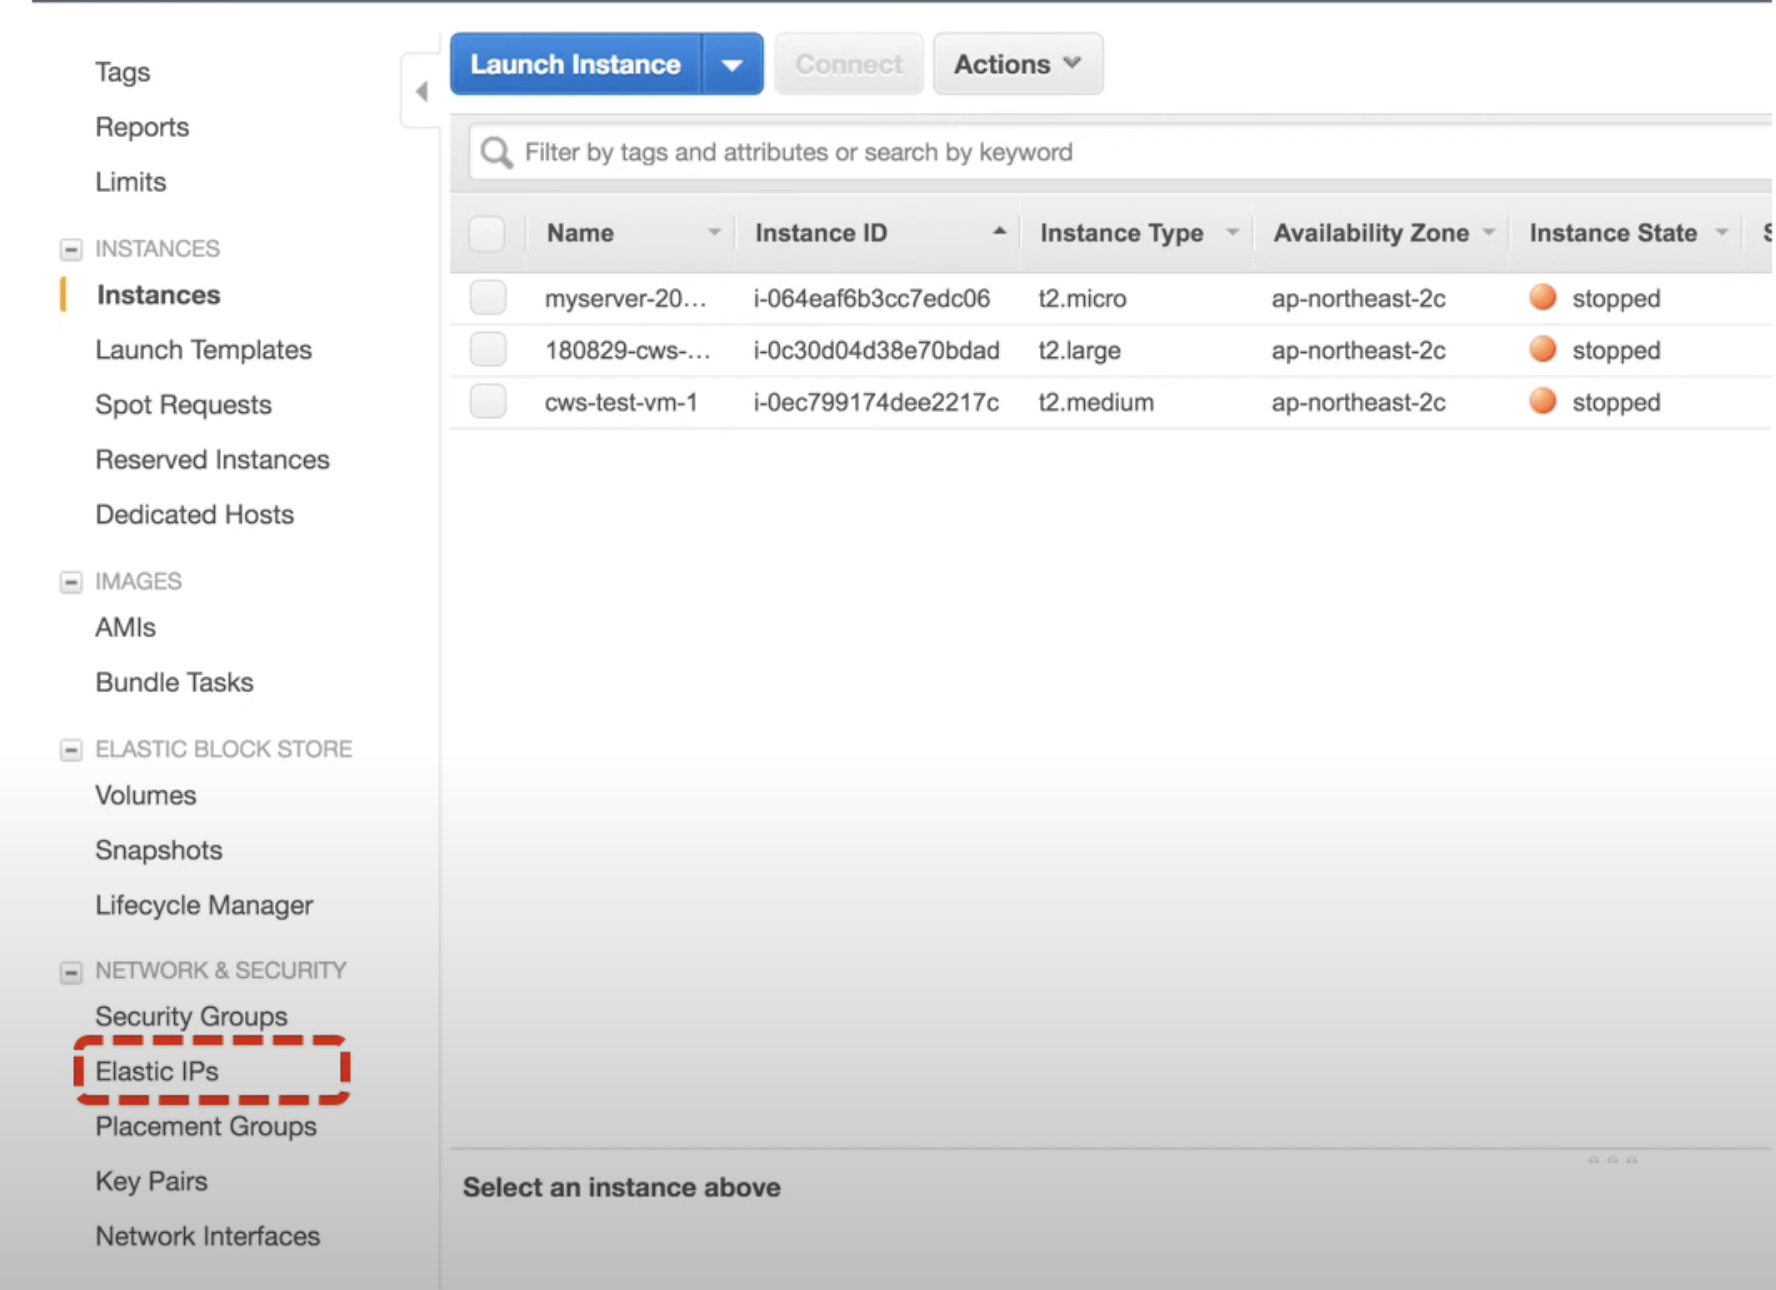 Tags
Reports
Limits
INSTANCES
Instances
Launch Templates
Spot Requests
Reserved Instances
Dedicated Hosts
IMAGES
AMIs
Bundle Tasks
ELASTIC BLOCK STORE
Volumes
Snapshots
Lifecycle Manager
NETWORK & SECURITY
Security Groups
Elastic IPs
Placement Groups
Key Pairs
Network Interfaces
Launch Instance Connect Actions
Filter by tags and attributes or search by keyword
Name Instance ID Instance Type Availability Zone Instance State
myserver-20... i-064eaf6b3cc7edc06 t2.micro ap-northeast-2c stopped
180829-cws-... i-0c30d04d38e70bdad t2.large ap-northeast-2c stopped
cws-test-vm-1 i-0ec799174dee2217c t2.medium ap-northeast-2c stopped
Select an instance above